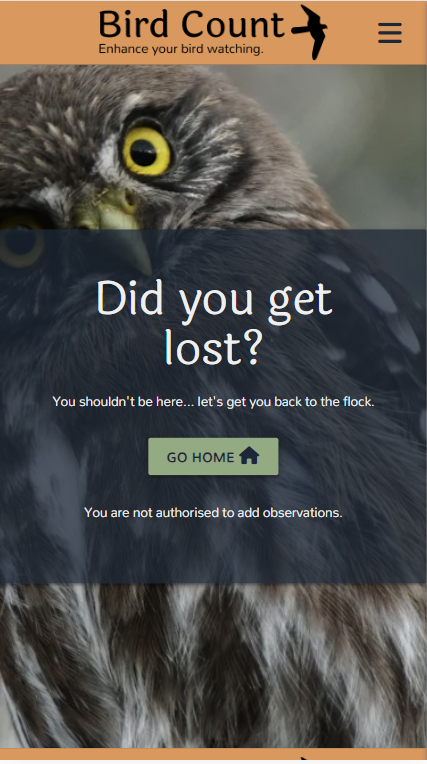 Bird Count
Enhance your bird watching.
Did you get
lost?
You shouldn't be here... let's get you back to the flock.
GO HOME
You are not authorised to add observations.